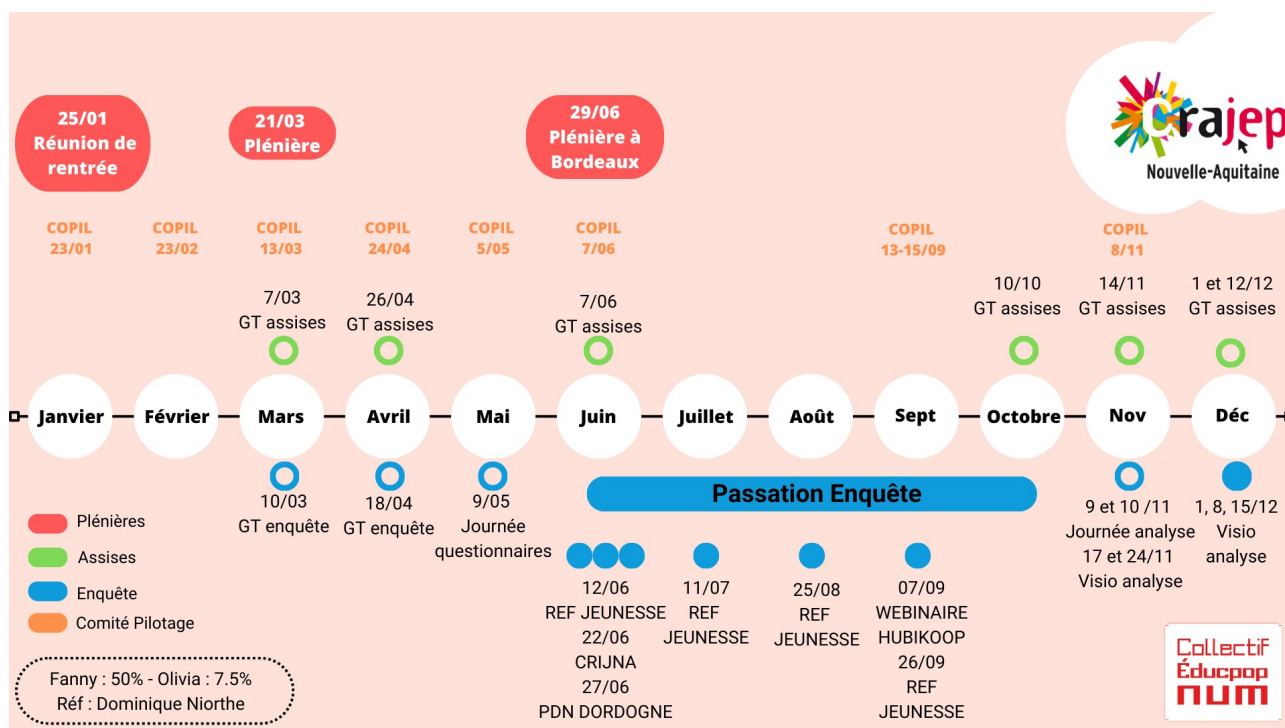 25/01
Réunion de
rentrée
21/03
Plénière
29/06
Plénière à
Bordeaux
crajep
Nouvelle-Aquitaine
COPIL
23/01
COPIL
23/02
COPIL
13/03
COPIL
24/04
COPIL
5/05
COPIL
7/06
COPIL
13-15/09
COPIL
8/11
7/03
GT assises
26/04
GT assises
7/06
GT assises
10/10
GT assises
14/11
GT assises
1 et 12/12
GT assises
Janvier
Février
Mars
Avril
Mai
Juin
Juillet
Août
Sept
Octobre
Nov
Déc
10/03
GT enquête
18/04
GT enquête
9/05
Journée
questionnaires
Passation Enquête
9 et 10 /11
Journée analyse
17 et 24/11
Visio analyse
1, 8, 15/12
Visio
analyse
12/06
REF JEUNESSE
22/06
CRIJNA
27/06
PDN DORDOGNE
11/07
REF
JEUNESSE
25/08
REF
JEUNESSE
07/09
WEBINAIRE
HUBIKOOP
26/09
REF
JEUNESSE
Plénières
Assises
Enquête
Comité Pilotage
Fanny : 50% - Olivia : 7.5%
Réf : Dominique Niorthe
Collectif
Éducpop
num